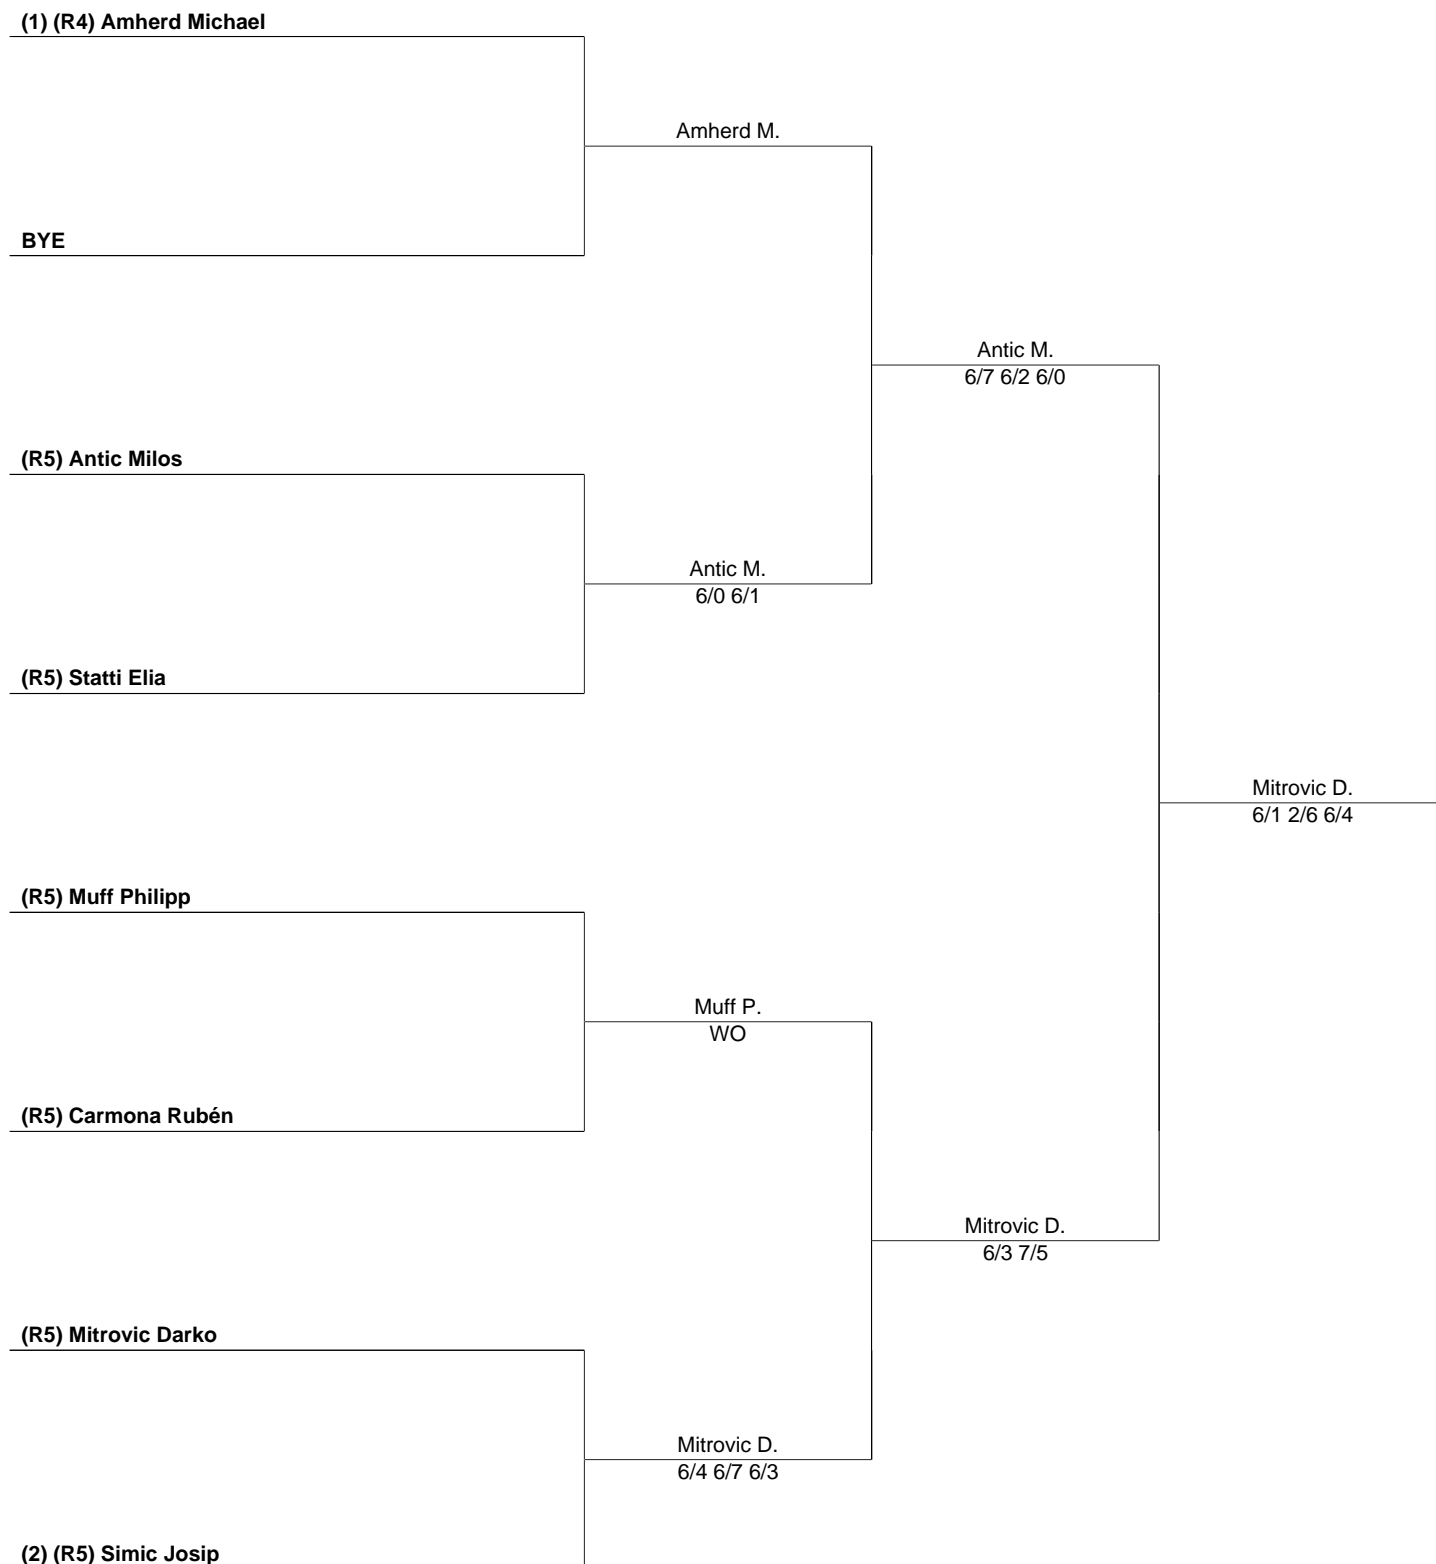 (1) (R4) Amherd Michael
Amherd M.
BYE
Antic M.
6/7 6/2 6/0
(R5) Antic Milos
Antic M.
6/0 6/1
(R5) Statti Elia
Mitrovic D.
6/1 2/6 6/4
(R5) Muff Philipp
Muff P.
WO
(R5) Carmona Rubén
Mitrovic D.
6/3 7/5
(R5) Mitrovic Darko
Mitrovic D.
6/4 6/7 6/3
(2) (R5) Simic Josip